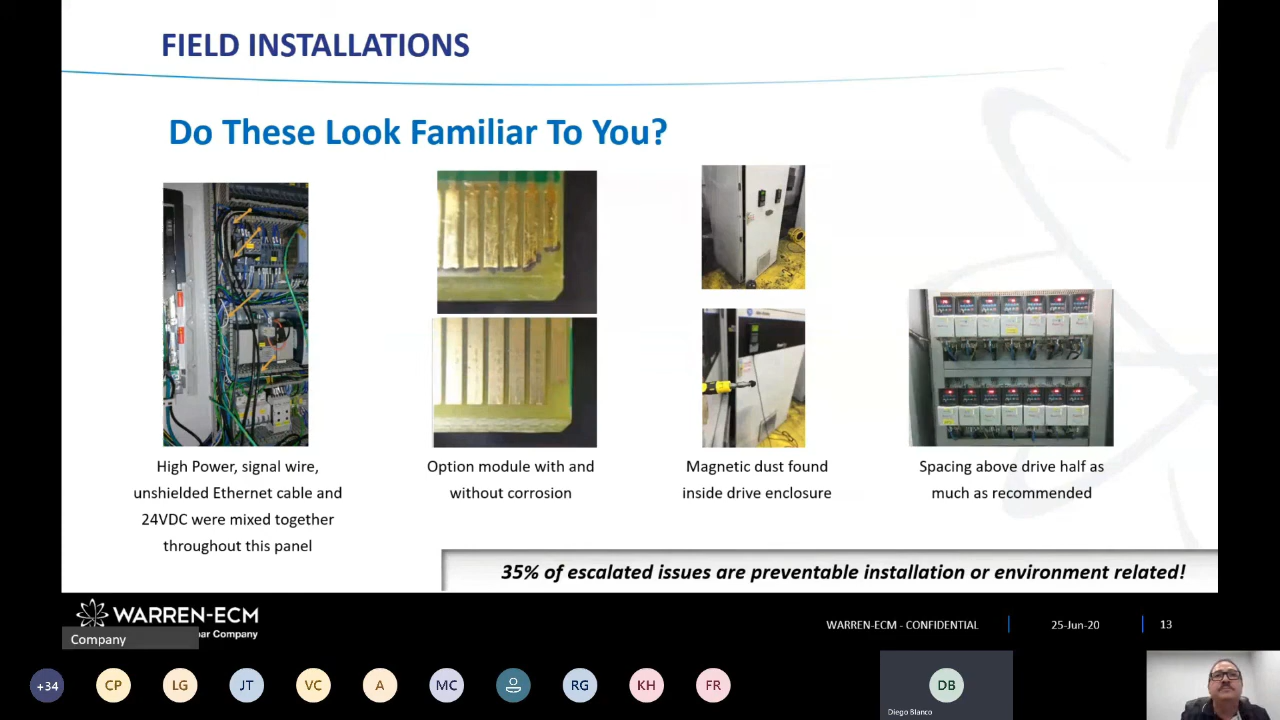 FIELD INSTALLATIONS
Do These Look Familiar To You?
High Power, signal wire,
unshielded Ethernet cable and
24VDC were mixed together
throughout this panel
Option module with and
without corrosion
Magnetic dust found
inside drive enclosure
Spacing above drive half as
much as recommended
35% of escalated issues are preventable installation or environment related!
WARREN-ECM
Company
ar Company
WARREN-ECM - CONFIDENTIAL
25-Jun-20
13
+34
CP
LG
JT
VC
A
MC
RG
KH
FR
DB
Diego Blanco